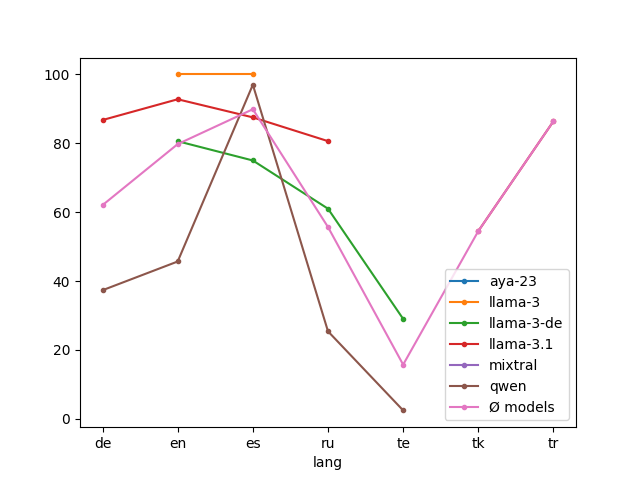 100
80
60
40
20
0
de en es ru te tk tr
lang
aya-23
llama-3
llama-3-de
llama-3.1
mixtral
qwen
Ø models